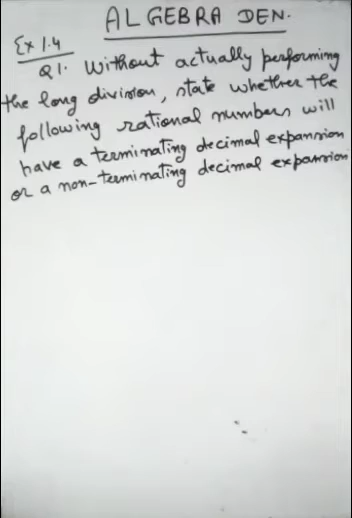 ALGEBRA DEN.
Ex 1.4
Q1. Without actually performing
the long division, state whether the
following rational numbers will
have a terminating decimal expansion
or a non-terminating decimal expansion